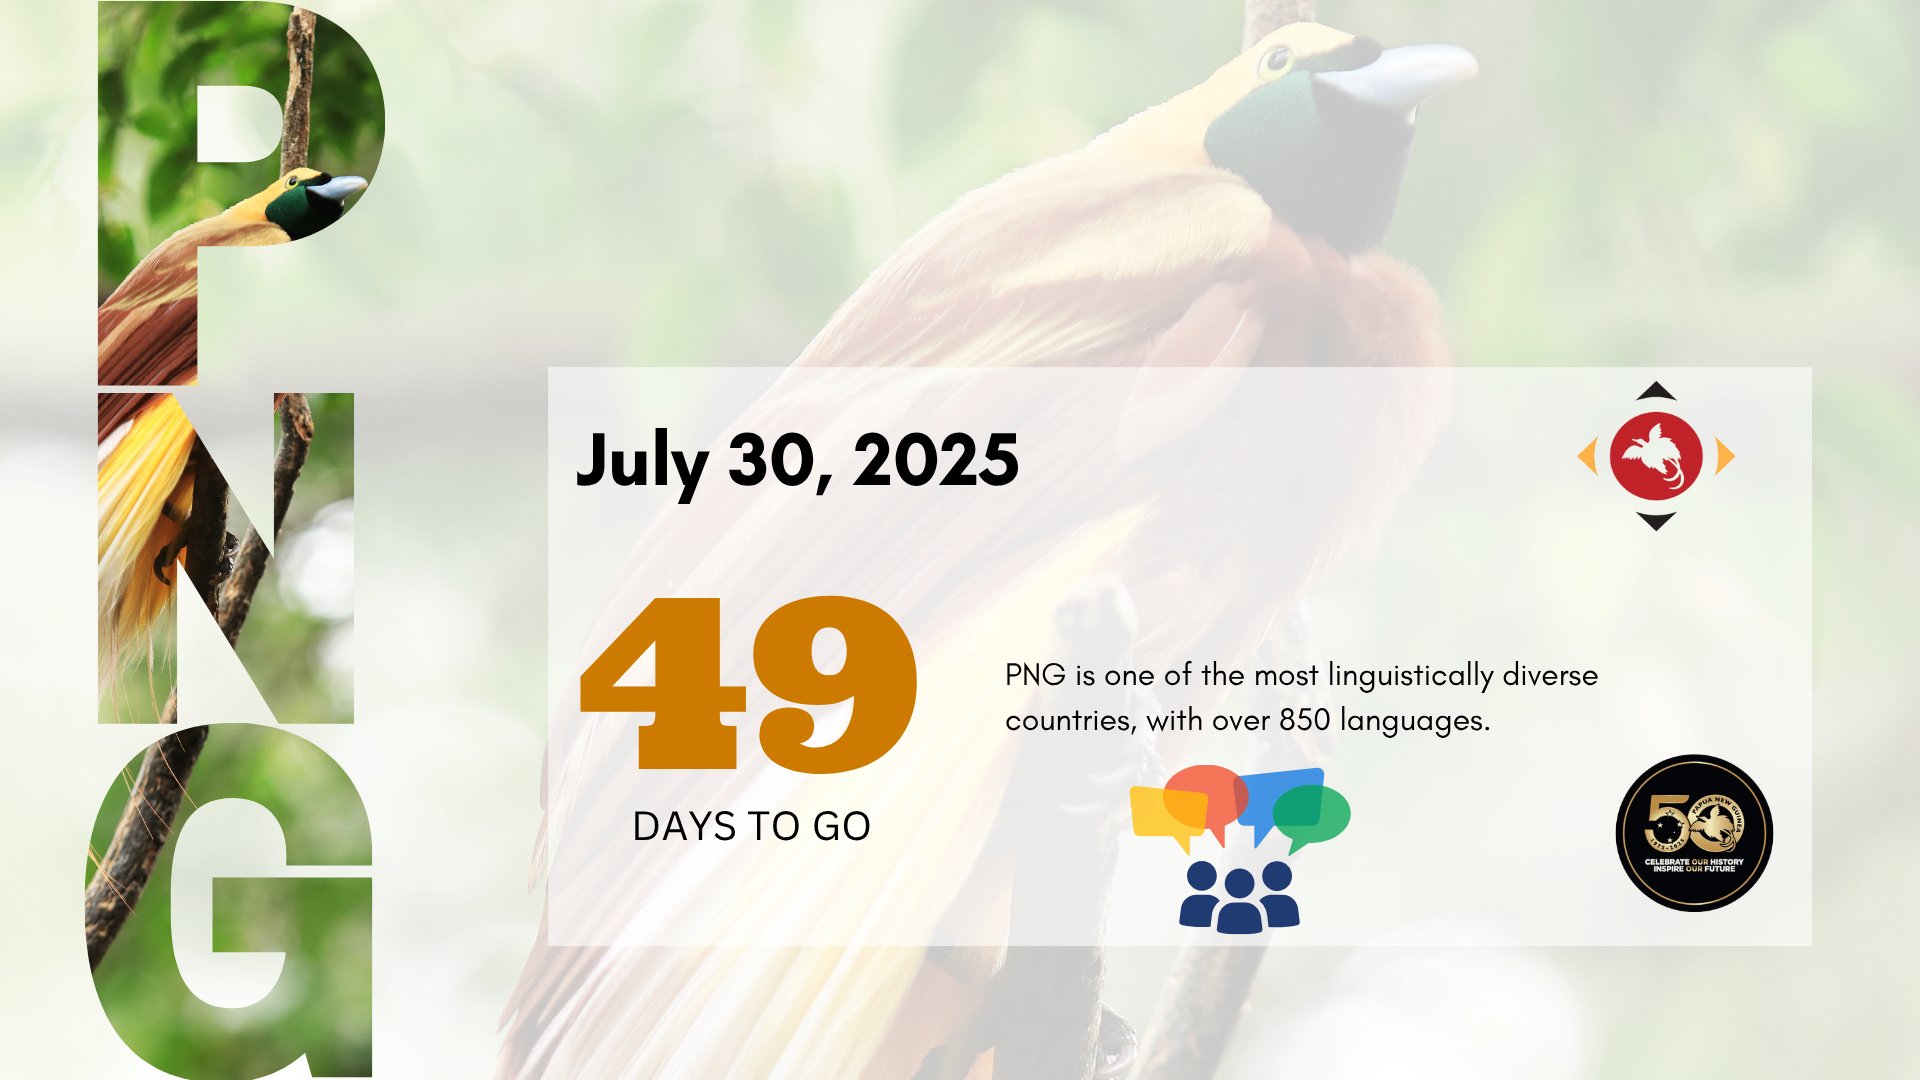 PNG
July 30, 2025
49
DAYS TO GO
PNG is one of the most linguistically diverse
countries, with over 850 languages.
50
PAPUA NEW GUINEA
1975-2025
CELEBRATE OUR HISTORY
INSPIRE OUR FUTURE